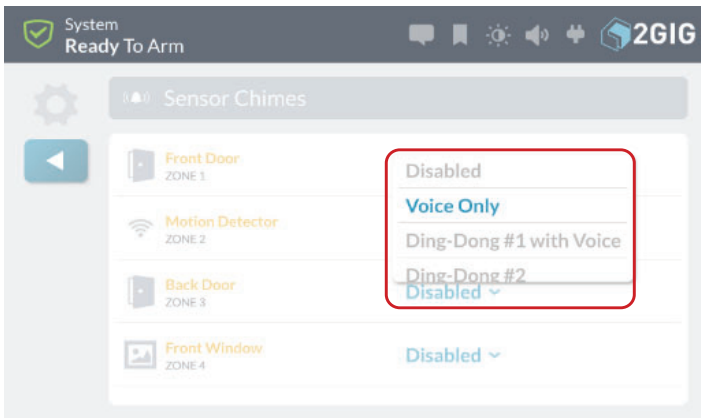 System
Ready To Arm
2GIG
Sensor Chimes
Front Door
ZONE 1
Disabled
Voice Only
Motion Detector
ZONE 2
Ding-Dong #1 with Voice
Ding-Dong #2
Back Door
ZONE 3
Disabled
Front Window
ZONE 4
Disabled